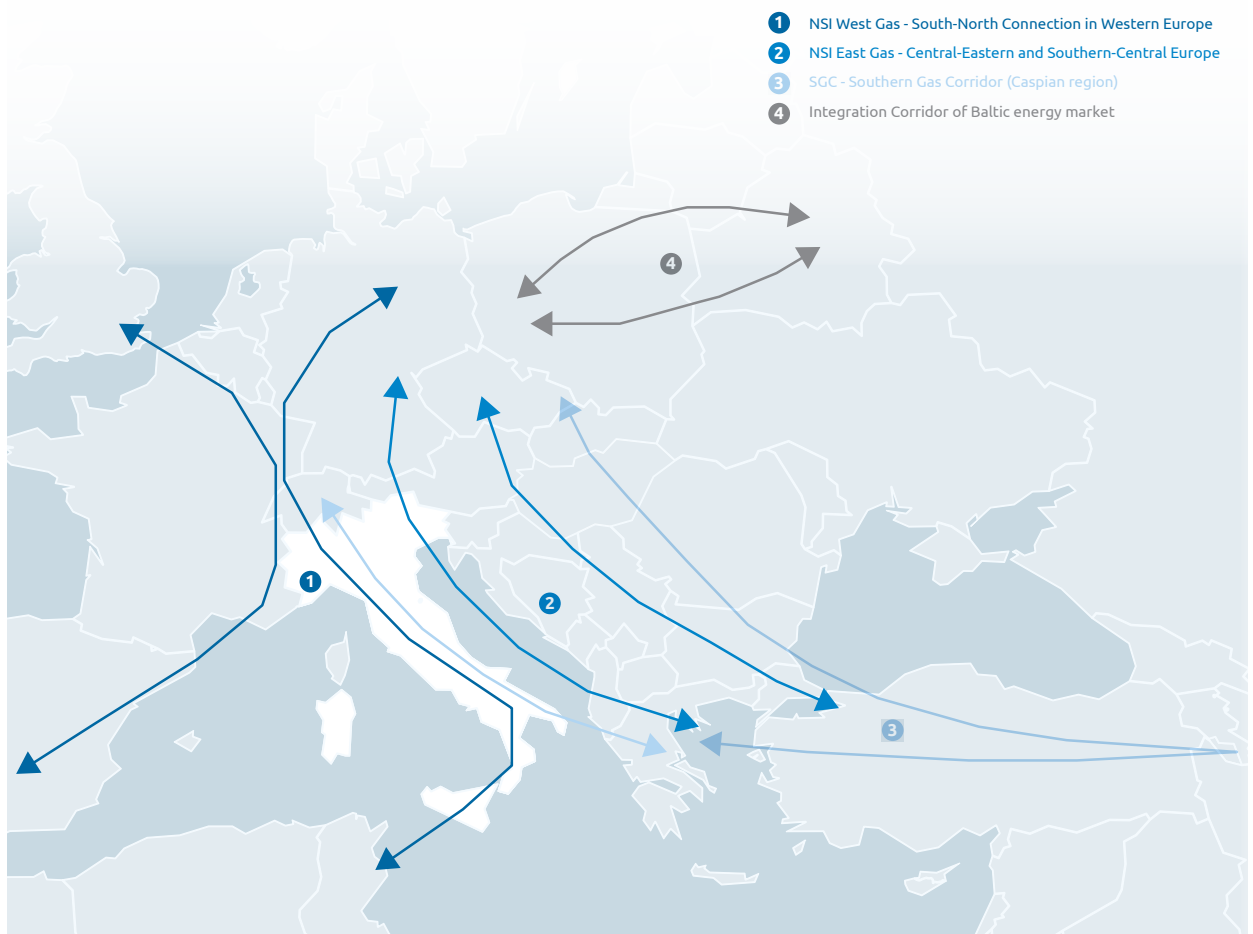 1 NSI West Gas - South-North Connection in Western Europe
2 NSI East Gas - Central-Eastern and Southern-Central Europe
3 SGC - Southern Gas Corridor (Caspian region)
4 Integration Corridor of Baltic energy market
4
1
2
3